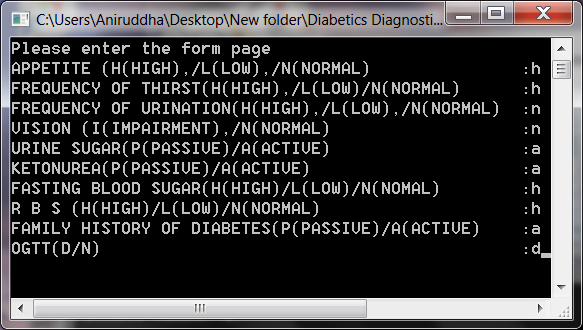 C:\Users\Aniruddha\Desktop\New folder\Diabetics Diagnosti...
Please enter the form page
APPETITE (H(HIGH),/L(LOW),/N(NORMAL) :h
FREQUENCY OF THIRST(H(HIGH),/L(LOW)/N(NORMAL) :h
FREQUENCY OF URINATION(H(HIGH),/L(LOW),/N(NORMAL) :n
VISION (I(IMPAIRMENT),/N(NORMAL) :n
URINE SUGAR(P(PASSIVE)/A(ACTIVE) :a
KETONUREA(P(PASSIVE)/A(ACTIVE) :a
FASTING BLOOD SUGAR(H(HIGH)/L(LOW)/N(NOMAL) :h
R B S (H(HIGH)/L(LOW)/N(NORMAL) :h
FAMILY HISTORY OF DIABETES(P(PASSIVE)/A(ACTIVE) :a
OGTT(D/N) :d